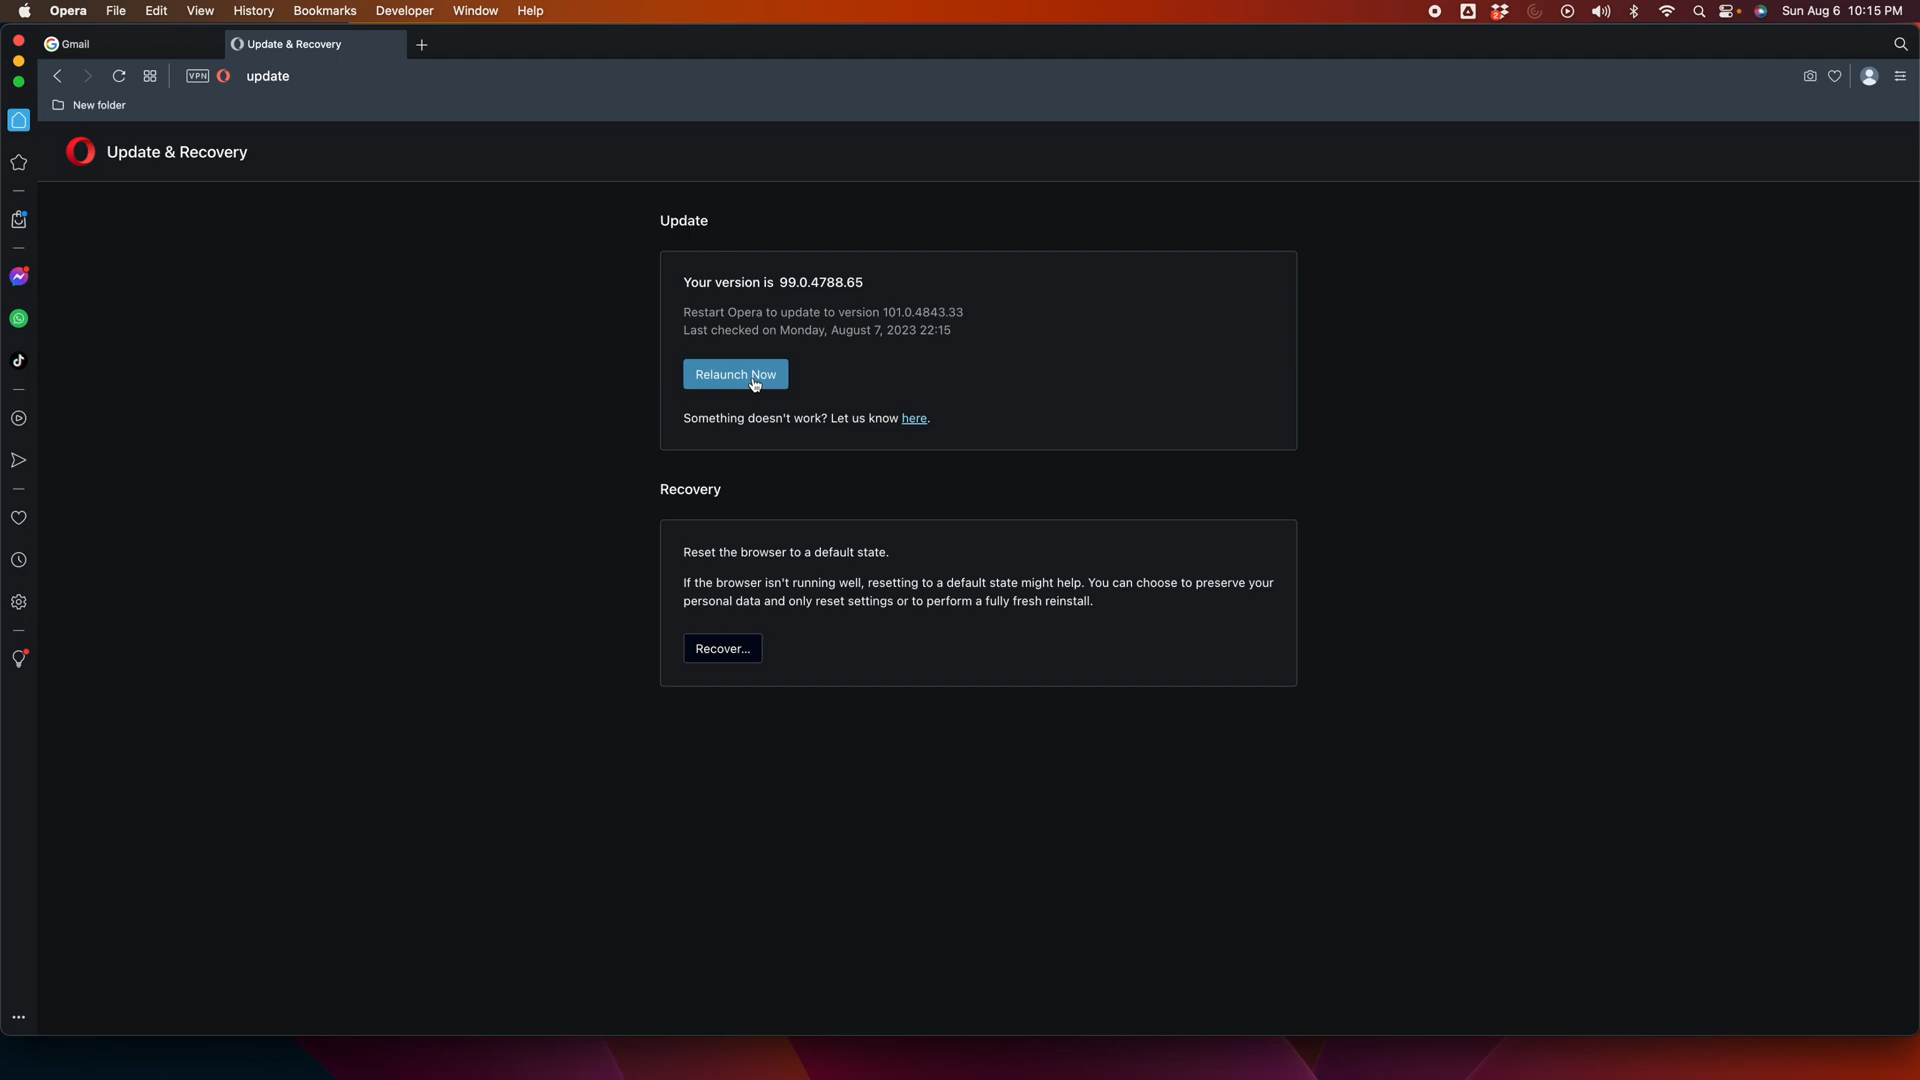 Opera File Edit View History Bookmarks Developer Window Help
2
Sun Aug 6 10:15 PM
Gmail
Update & Recovery
VPN
update
New folder
Update & Recovery
Update
Your version is 99.0.4788.65
Restart Opera to update to version 101.0.4843.33
Last checked on Monday, August 7, 2023 22:15
Relaunch Now
Something doesn't work? Let us know here.
Recovery
Reset the browser to a default state.
If the browser isn't running well, resetting to a default state might help. You can choose to preserve your
personal data and only reset settings or to perform a fully fresh reinstall.
Recover...